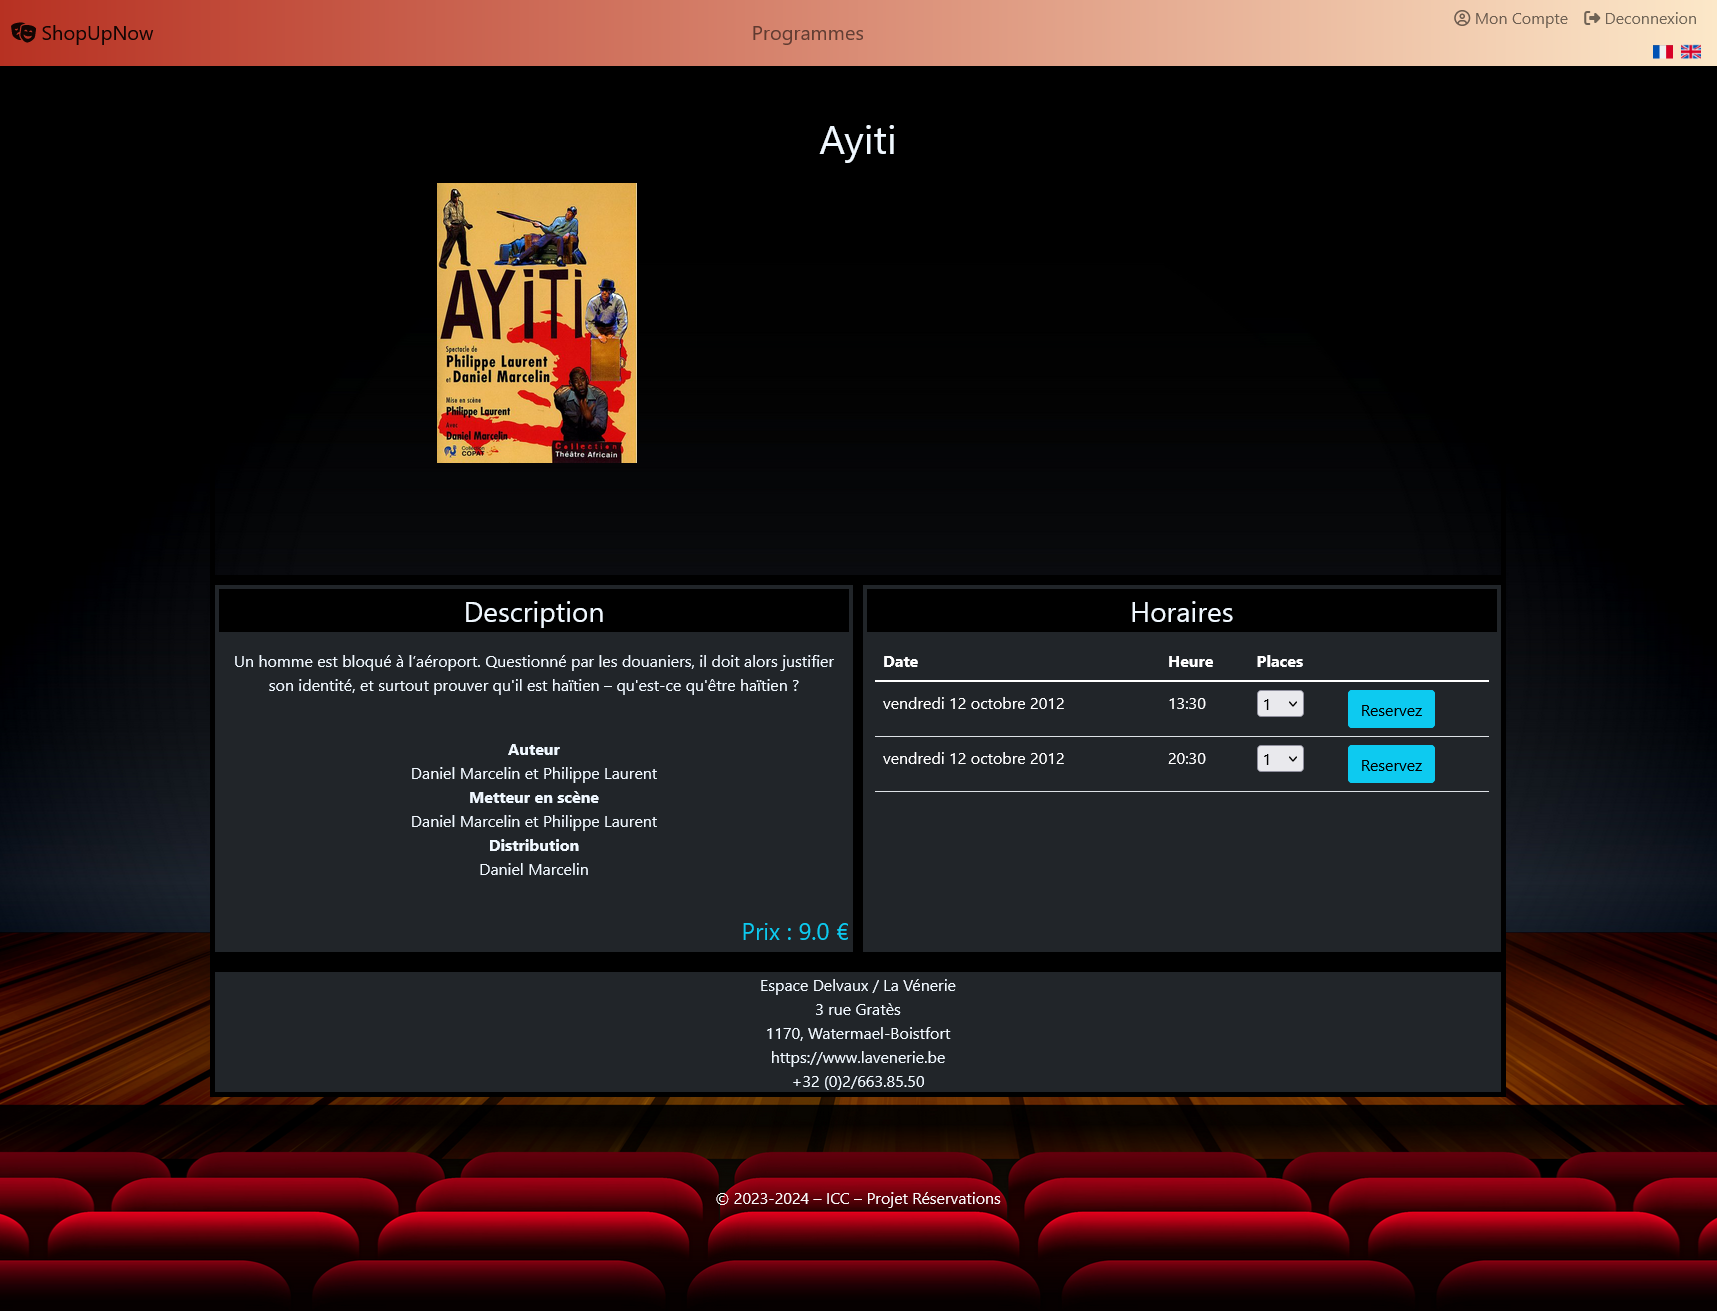 ShopUpNow
Programmes
Mon Compte
Deconnexion
Ayiti
AYiTi
Spectacle de
Philippe Laurent
et Daniel Marcelin
Mise en scène
Philippe Laurent
Avec
Daniel Marcelin
COPAT
Collection
Théâtre Africain
Description
Un homme est bloqué à l’aéroport. Questionné par les douaniers, il doit alors justifier
son identité, et surtout prouver qu'il est haïtien – qu'est-ce qu'être haïtien ?
Auteur
Daniel Marcelin et Philippe Laurent
Metteur en scène
Daniel Marcelin et Philippe Laurent
Distribution
Daniel Marcelin
Prix : 9.0 €
Horaires
Date Heure Places
vendredi 12 octobre 2012 13:30 1 Reservez
vendredi 12 octobre 2012 20:30 1 Reservez
Espace Delvaux / La Vénerie
3 rue Gratès
1170, Watermael-Boistfort
https://www.lavenerie.be
+32 (0)2/663.85.50
© 2023-2024 – ICC – Projet Réservations